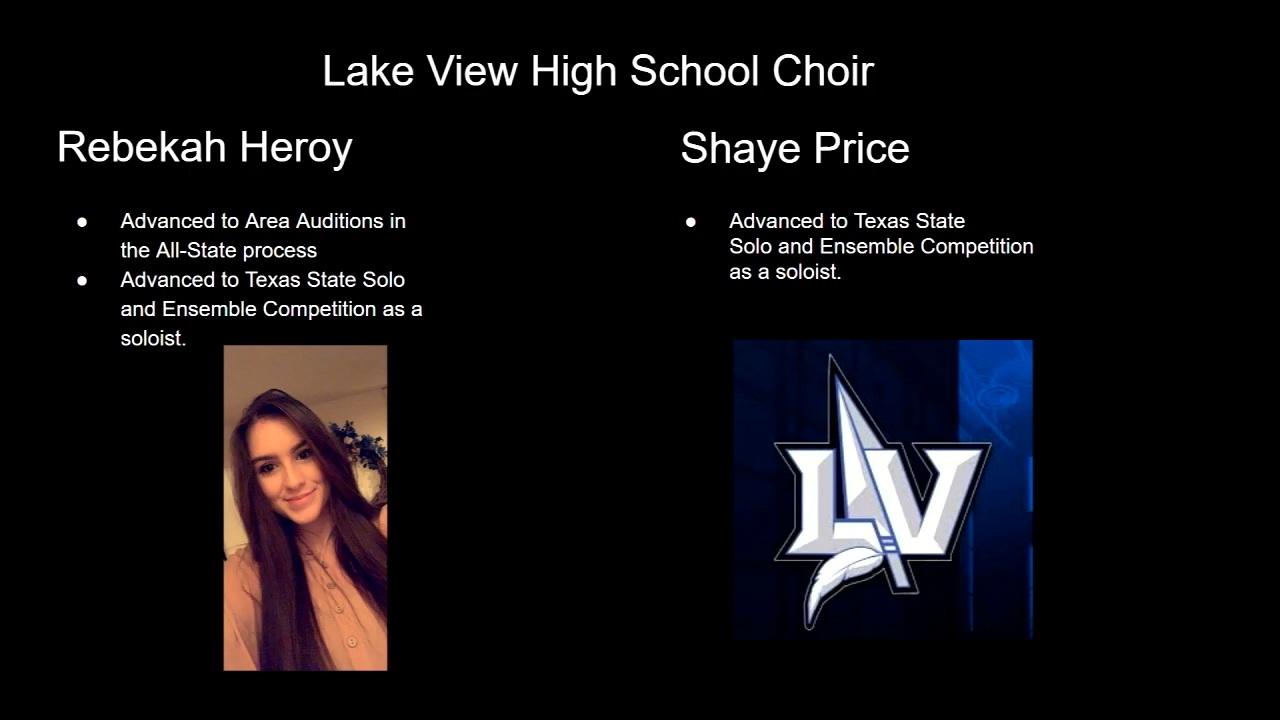 Lake View High School Choir
Rebekah Heroy
● Advanced to Area Auditions in
the All-State process
● Advanced to Texas State Solo
and Ensemble Competition as a
soloist.
Shaye Price
● Advanced to Texas State
Solo and Ensemble Competition
as a soloist.
LV